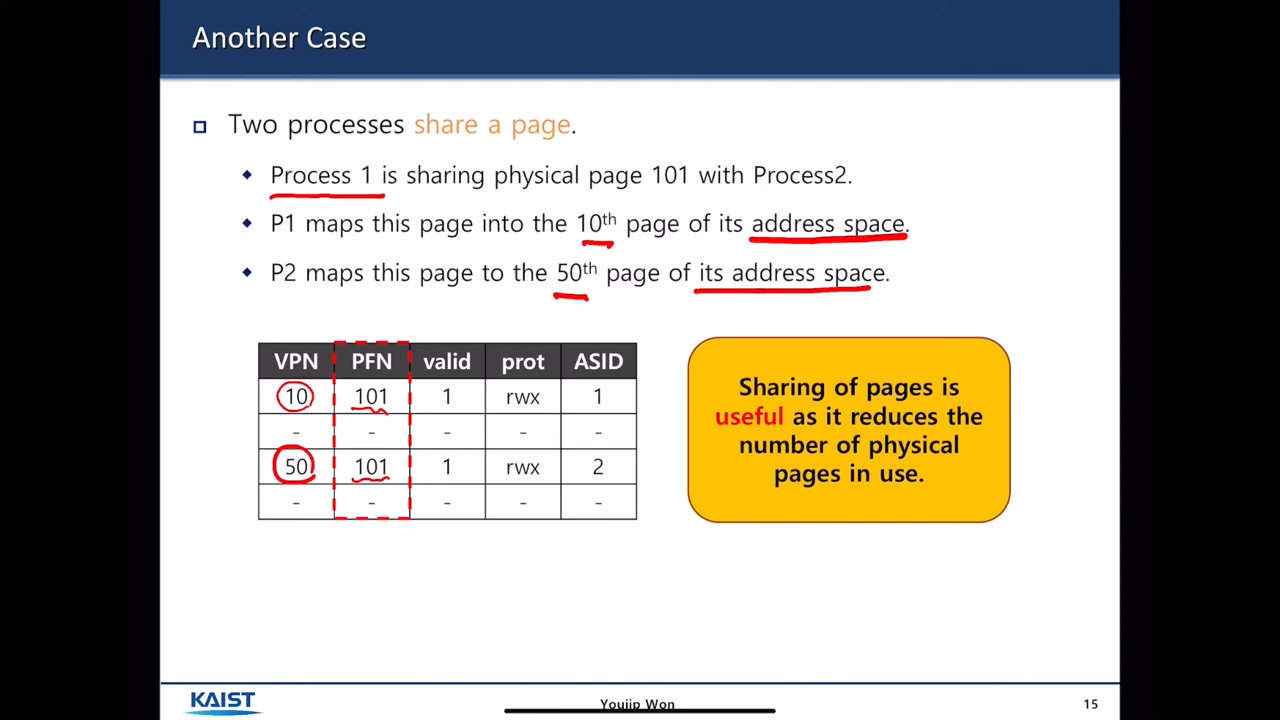 Another Case
Two processes share a page.
Process 1 is sharing physical page 101 with Process2.
P1 maps this page into the 10th page of its address space.
P2 maps this page to the 50th page of its address space.
VPN PFN valid prot ASID
10 101 1 rwx 1
- - - - -
50 101 1 rwx 2
- - - - -
Sharing of pages is
useful as it reduces the
number of physical
pages in use.
KAIST
Youjip Won
15